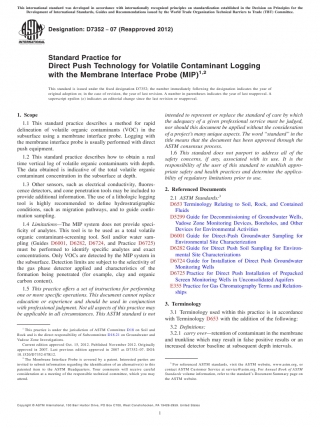 This international standard was developed in accordance with internationally recognized principles on standardization established in the Decision on Principles for the
Development of International Standards, Guides and Recommendations issued by the World Trade Organization Technical Barriers to Trade (TBT) Committee.
Designation: D7352 − 07 (Reapproved 2012)
Standard Practice for
Direct Push Technology for Volatile Contaminant Logging
with the Membrane Interface Probe (MIP)1,2
This standard is issued under the fixed designation D7352; the number immediately following the designation indicates the year of
original adoption or, in the case of revision, the year of last revision. A number in parentheses indicates the year of last reapproval. A
superscript epsilon (ε) indicates an editorial change since the last revision or reapproval.
1. Scope
1.1 This standard practice describes a method for rapid
delineation of volatile organic contaminants (VOC) in the
subsurface using a membrane interface probe. Logging with
the membrane interface probe is usually performed with direct
push equipment.
1.2 This standard practice describes how to obtain a real
time vertical log of volatile organic contaminants with depth.
The data obtained is indicative of the total volatile organic
contaminant concentration in the subsurface at depth.
1.3 Other sensors, such as electrical conductivity, fluores-
cence detectors, and cone penetration tools may be included to
provide additional information. The use of a lithologic logging
tool is highly recommended to define hydrostratigraphic
conditions, such as migration pathways, and to guide confir-
mation sampling.
1.4 Limitations—The MIP system does not provide speci-
ficity of analytes. This tool is to be used as a total volatile
organic contaminant-screening tool. Soil and/or water sam-
pling (Guides D6001, D6282, D6724, and Practice D6725)
must be performed to identify specific analytes and exact
concentrations. Only VOCs are detected by the MIP system in
the subsurface. Detection limits are subject to the selectivity of
the gas phase detector applied and characteristics of the
formation being penetrated (for example, clay and organic
carbon content).
1.5 This practice offers a set of instructions for performing
one or more specific operations. This document cannot replace
education or experience and should be used in conjunction
with professional judgment. Not all aspects of this practice may
be applicable in all circumstances. This ASTM standard is not
1 This practice is under the jurisdiction of ASTM Committee D18 on Soil and
Rock and is the direct responsibility of Subcommittee D18.21 on Groundwater and
Vadose Zone Investigations.
Current edition approved Oct. 15, 2012. Published November 2012. Originally
approved in 2007. Last previous edition approved in 2007 as D7352–07. DOI:
10.1520/D7352-07R12.
2 The Membrane Interface Probe is covered by a patent. Interested parties are
invited to submit information regarding the identification of an alternative(s) to this
patented item to the ASTM Headquarters. Your comments will receive careful
consideration at a meeting of the responsible technical committee, which you may
attend.
intended to represent or replace the standard of care by which
the adequacy of a given professional service must be judged,
nor should this document be applied without the consideration
of a project's many unique aspects. The word "standard" in the
title means that the document has been approved through the
ASTM consensus process.
1.6 This standard does not purport to address all of the
safety concerns, if any, associated with its use. It is the
responsibility of the user of this standard to establish appro-
priate safety and health practices and determine the applica-
bility of regulatory limitations prior to use.
2. Referenced Documents
2.1 ASTM Standards:3
D653 Terminology Relating to Soil, Rock, and Contained
Fluids
D5299 Guide for Decommissioning of Groundwater Wells,
Vadose Zone Monitoring Devices, Boreholes, and Other
Devices for Environmental Activities
D6001 Guide for Direct-Push Groundwater Sampling for
Environmental Site Characterization
D6282 Guide for Direct Push Soil Sampling for Environ-
mental Site Characterizations
D6724 Guide for Installation of Direct Push Groundwater
Monitoring Wells
D6725 Practice for Direct Push Installation of Prepacked
Screen Monitoring Wells in Unconsolidated Aquifers
E355 Practice for Gas Chromatography Terms and Relation-
ships
3. Terminology
3.1 Terminology used within this practice is in accordance
with Terminology D653 with the addition of the following:
3.2 Definitions:
3.2.1 carry over—retention of contaminant in the membrane
and trunkline which may result in false positive results or an
increased detector baseline at subsequent depth intervals.
3 For referenced ASTM standards, visit the ASTM website, www.astm.org, or
contact ASTM Customer Service at service@astm.org. For Annual Book of ASTM
Standards volume information, refer to the standard's Document Summary page on
the ASTM website.
Copyright © ASTM International, 100 Barr Harbor Drive, PO Box C700, West Conshohocken, PA 19428-2959. United States
1